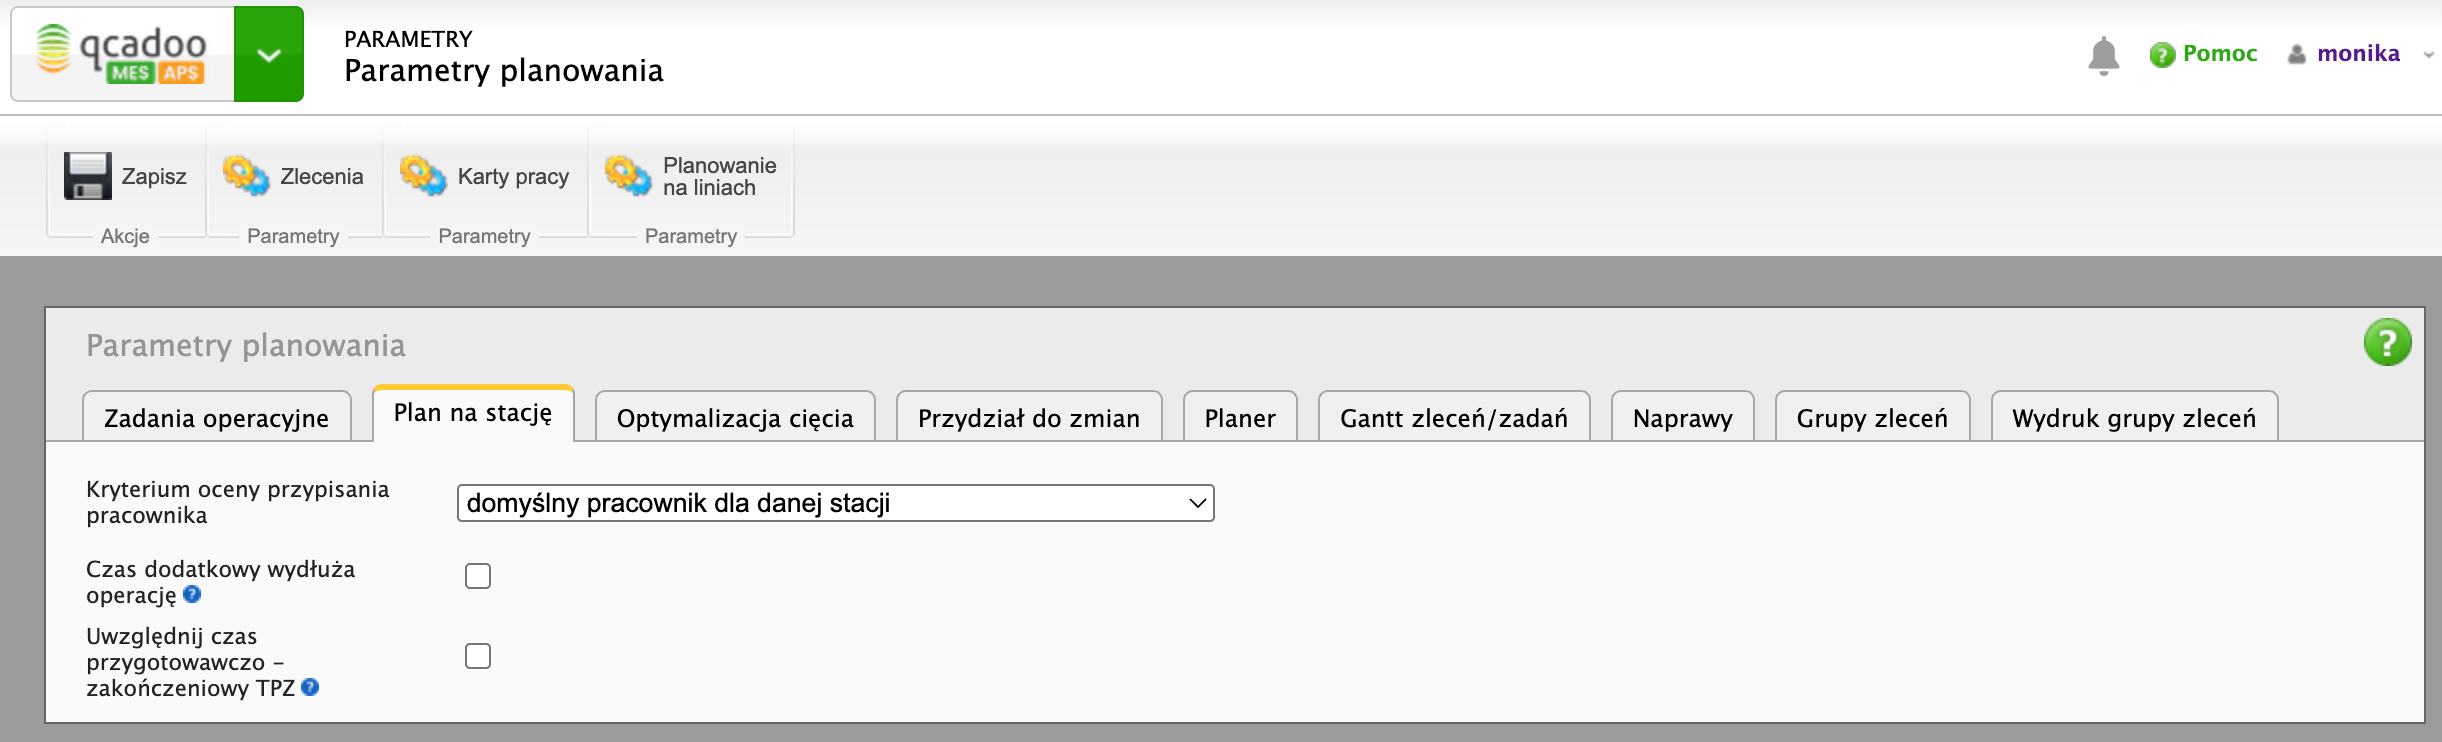 qcadoo
MES APS
PARAMETRY
Parametry planowania
Pomoc
monika
Zapisz
Akcje
Zlecenia
Parametry
Karty pracy
Parametry
Planowanie
na liniach
Parametry
Parametry planowania
Zadania operacyjne
Plan na stację
Optymalizacja cięcia
Przydział do zmian
Planer
Gantt zleceń/zadań
Naprawy
Grupy zleceń
Wydruk grupy zleceń
Kryterium oceny przypisania
pracownika
domyślny pracownik dla danej stacji
Czas dodatkowy wydłuża
operację
Uwzględnij czas
przygotowawczo -
zakończeniowy TPZ